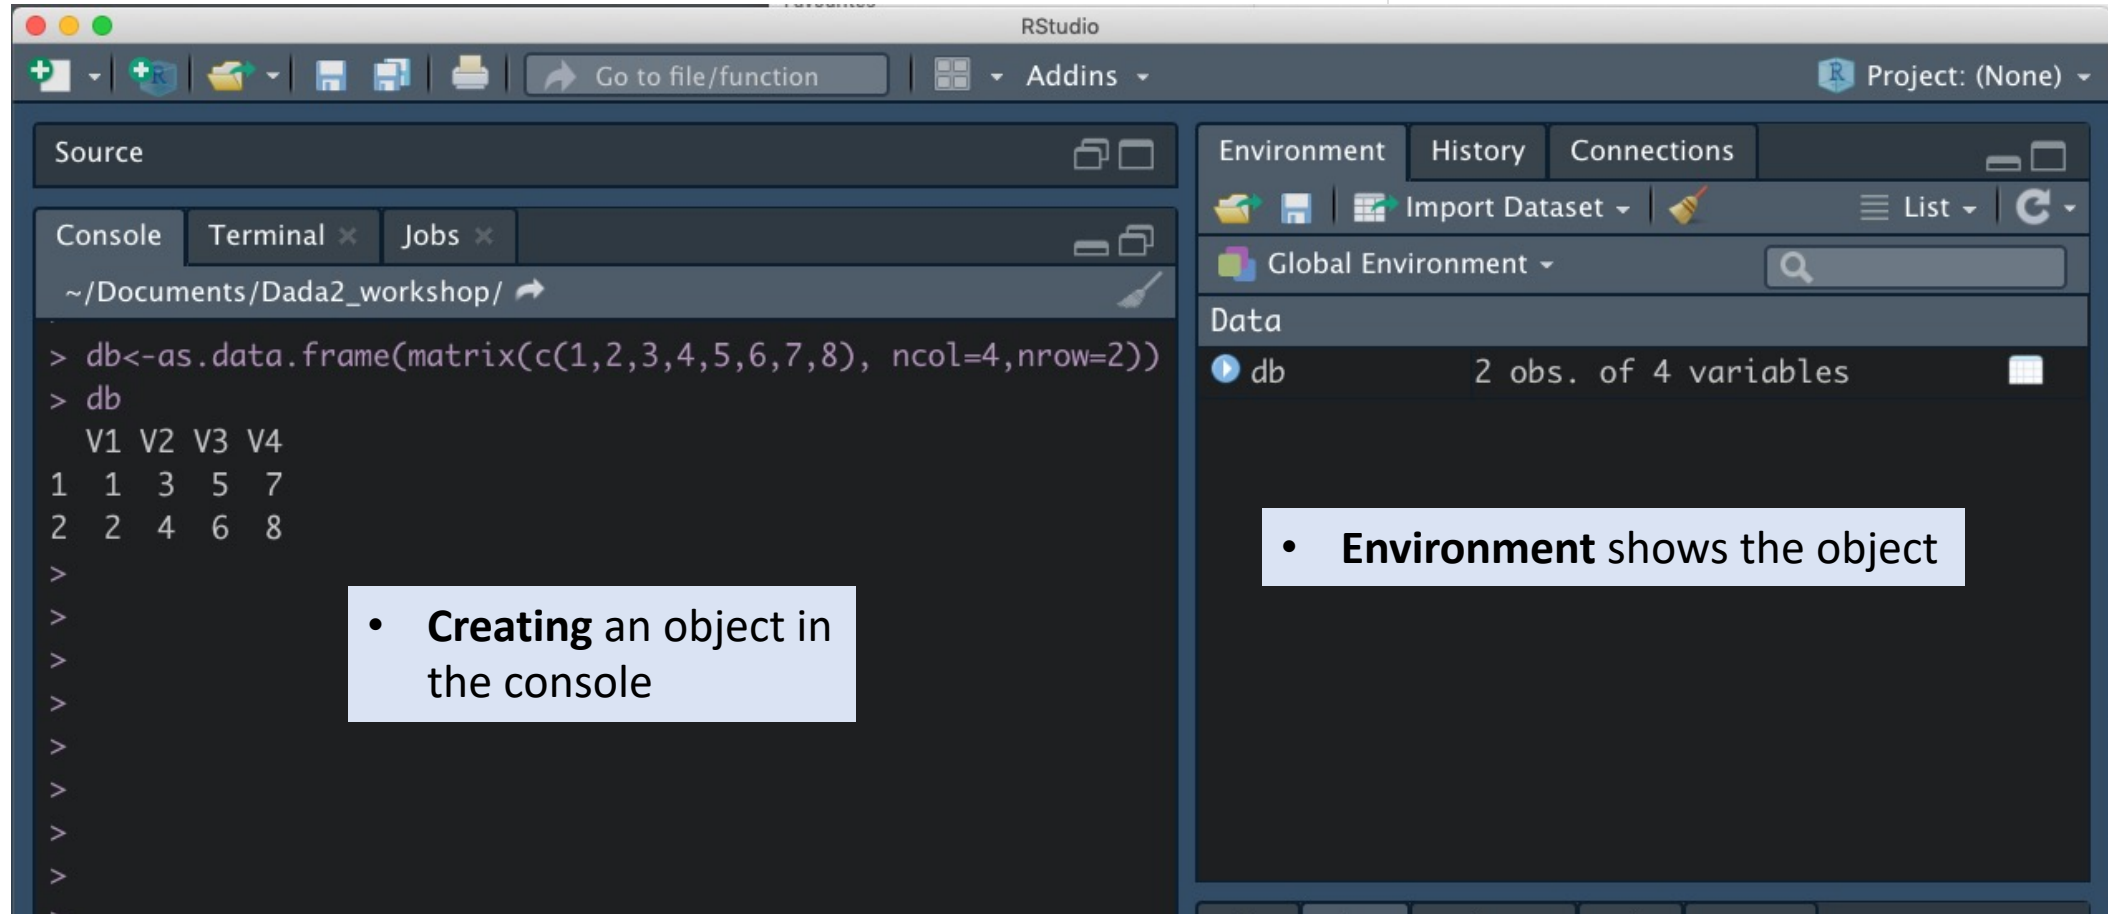 RStudio
Go to file/function
Addins
Project: (None)
Source
Console Terminal Jobs
~/Documents/Dada2_workshop/
> db<-as.data.frame(matrix(c(1,2,3,4,5,6,7,8), ncol=4,nrow=2))
> db
V1 V2 V3 V4
1 1 3 5 7
2 2 4 6 8
>
>
>
>
>
>
>
>
• Creating an object in
the console
Environment History Connections
Import Dataset
List
Global Environment
Data
db 2 obs. of 4 variables
• Environment shows the object